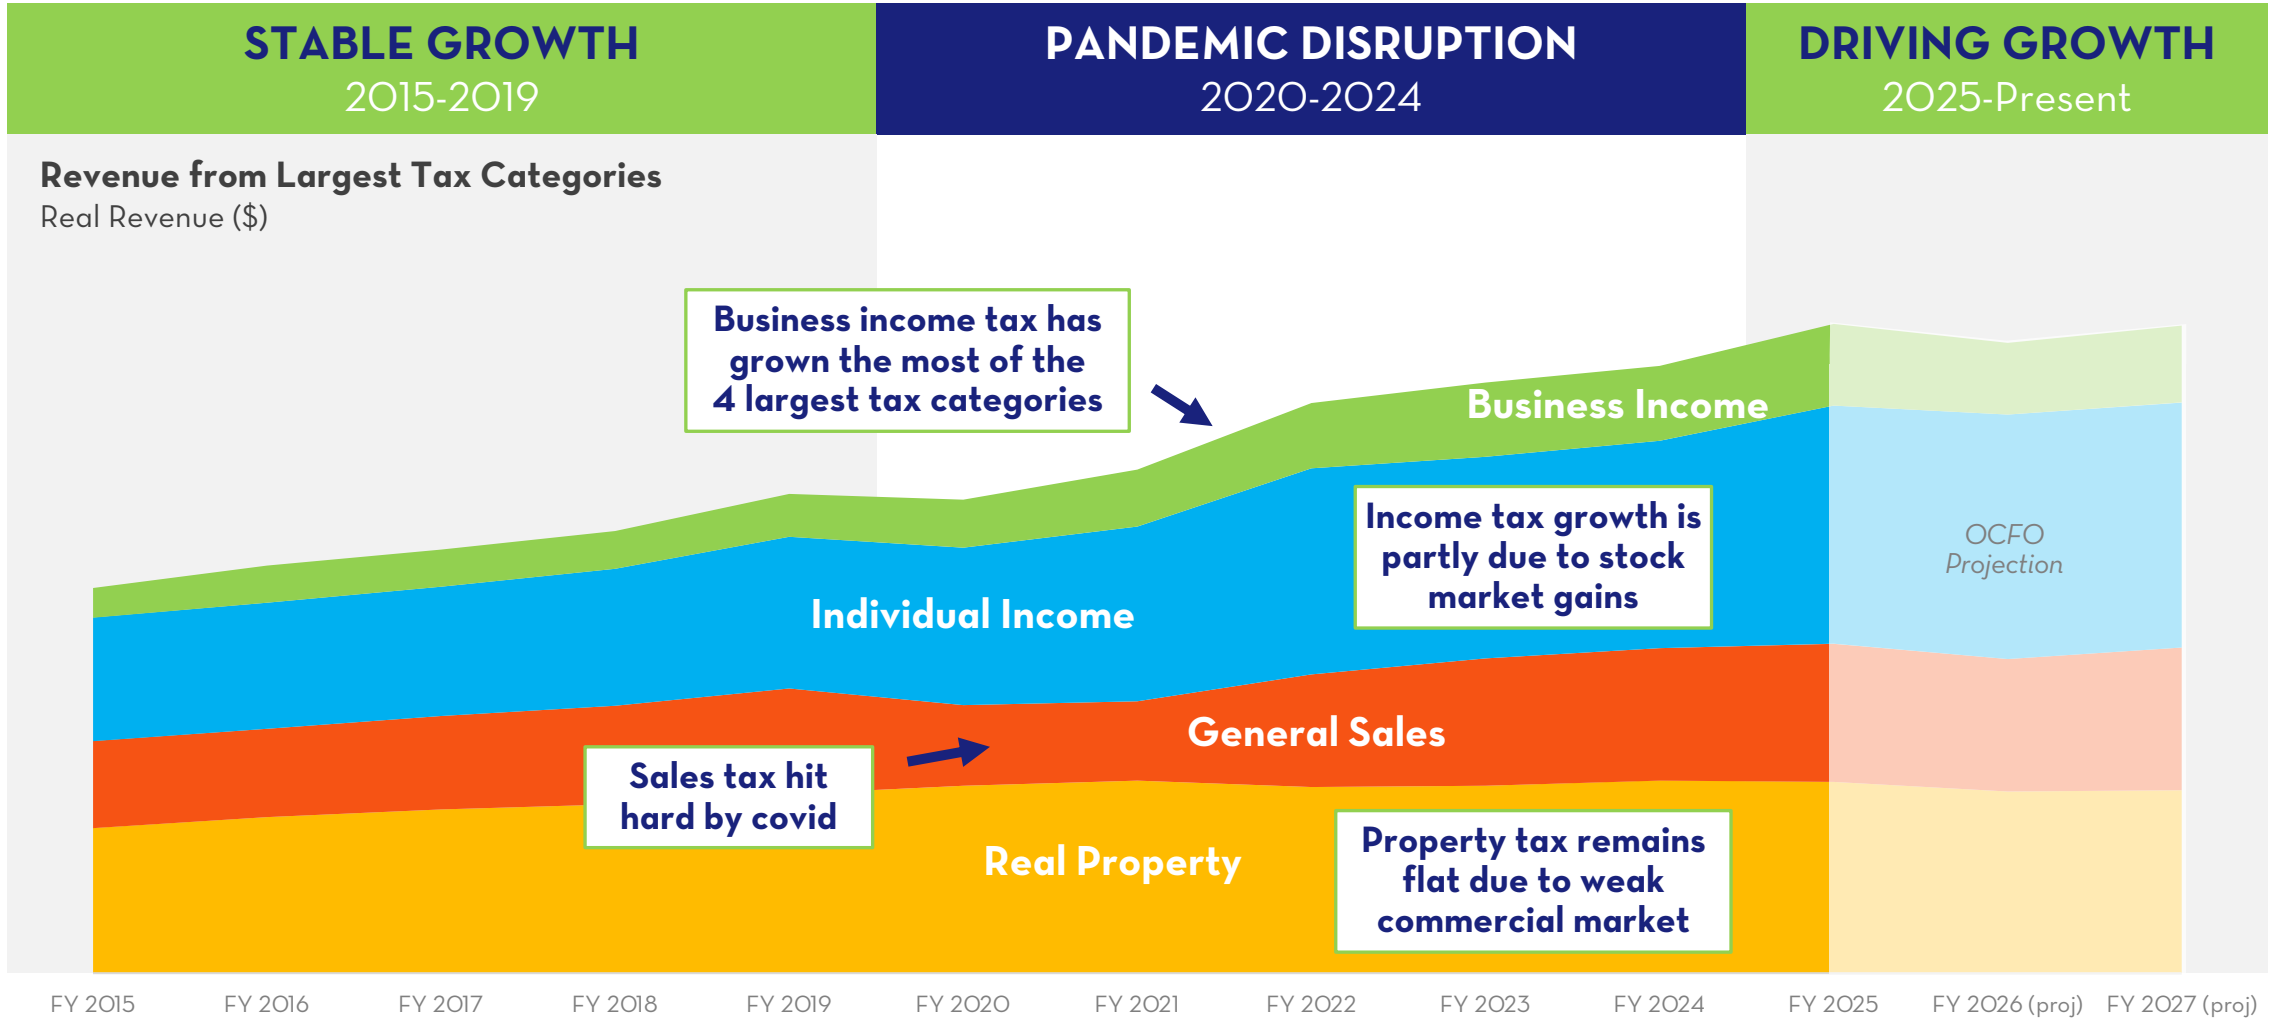 STABLE GROWTH
2015-2019
PANDEMIC DISRUPTION
2020-2024
DRIVING GROWTH
2025-Present
Revenue from Largest Tax Categories
Real Revenue ($)
Business income tax has
grown the most of the
4 largest tax categories
Business Income
Income tax growth is
partly due to stock
market gains
OCFO
Projection
Individual Income
General Sales
Sales tax hit
hard by covid
Real Property
Property tax remains
flat due to weak
commercial market
FY 2015
FY 2016
FY 2017
FY 2018
FY 2019
FY 2020
FY 2021
FY 2022
FY 2023
FY 2024
FY 2025
FY 2026 (proj)
FY 2027 (proj)